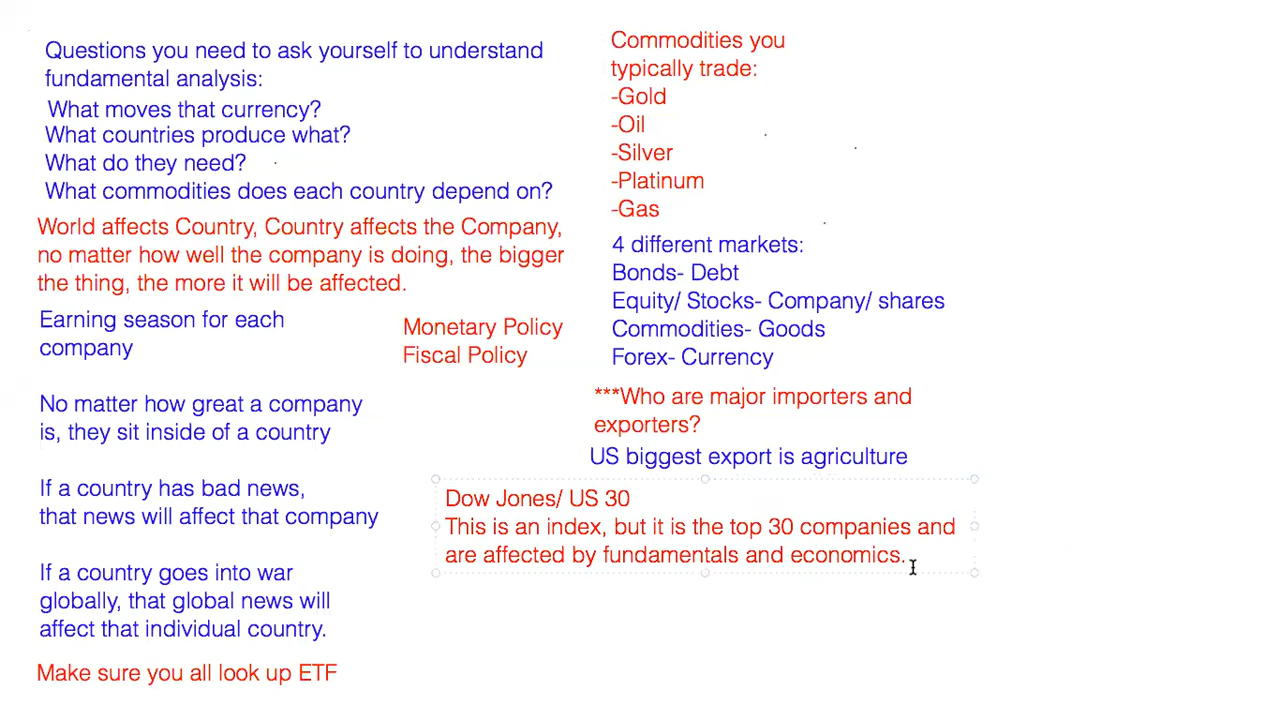 Questions you need to ask yourself to understand
fundamental analysis:
What moves that currency?
What countries produce what?
What do they need?
What commodities does each country depend on?
World affects Country, Country affects the Company,
no matter how well the company is doing, the bigger
the thing, the more it will be affected.
Earning season for each
company
No matter how great a company
is, they sit inside of a country
If a country has bad news,
that news will affect that company
If a country goes into war
globally, that global news will
affect that individual country.
Make sure you all look up ETF
Monetary Policy
Fiscal Policy
Commodities you
typically trade:
-Gold
-Oil
-Silver
-Platinum
-Gas
4 different markets:
Bonds- Debt
Equity/ Stocks- Company/ shares
Commodities- Goods
Forex- Currency
***Who are major importers and
exporters?
US biggest export is agriculture
Dow Jones/ US 30
This is an index, but it is the top 30 companies and
are affected by fundamentals and economics.